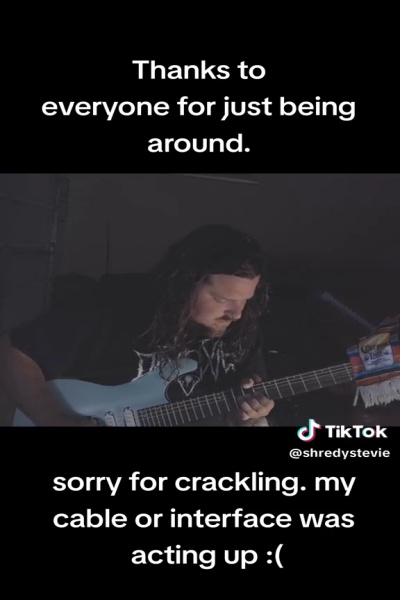 Thanks to
everyone for just being
around.
TikTok
@shredystevie
sorry for crackling. my
cable or interface was
acting up :(